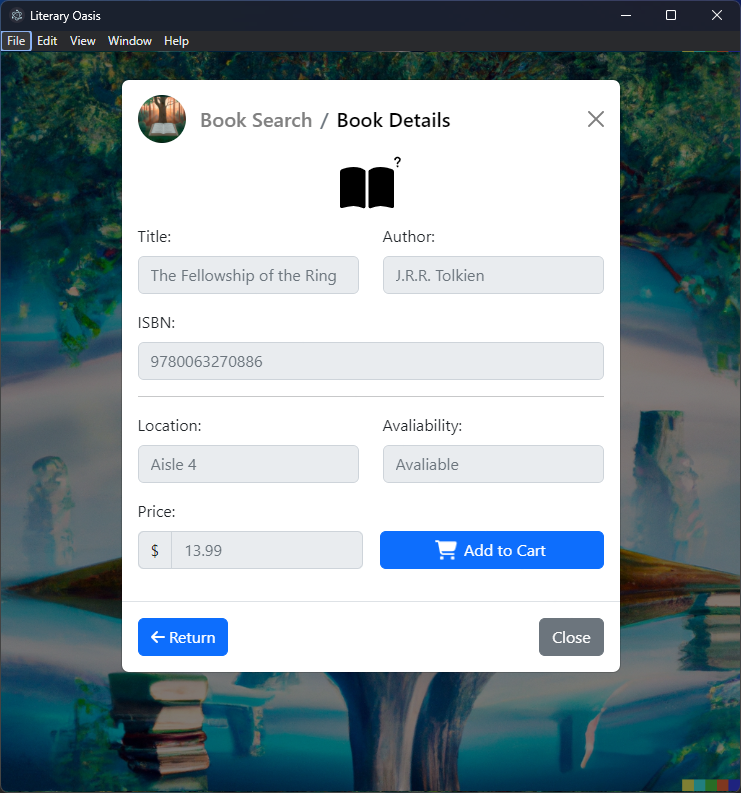 Literary Oasis
File Edit View Window Help
Book Search / Book Details
?
Title: Author:
The Fellowship of the Ring J.R.R. Tolkien
ISBN:
9780063270886
Location: Avaliability:
Aisle 4 Avaliable
Price:
$ 13.99 Add to Cart
Return Close